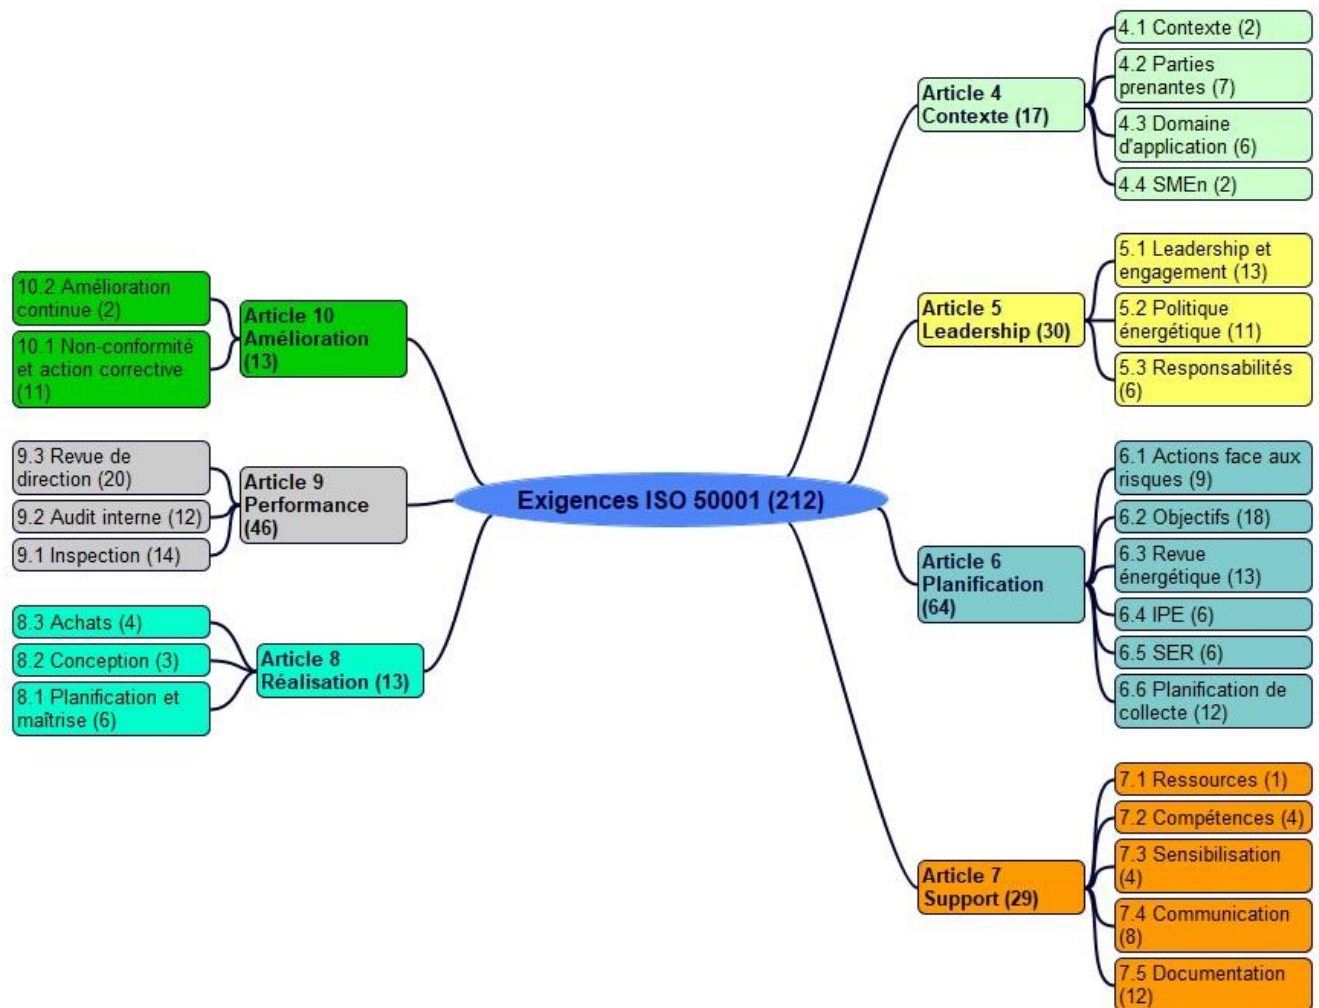 Exigences ISO 50001 (212)
Article 4
Contexte (17)
4.1 Contexte (2)
4.2 Parties
prenantes (7)
4.3 Domaine
d'application (6)
4.4 SMEn (2)
Article 5
Leadership (30)
5.1 Leadership et
engagement (13)
5.2 Politique
énergétique (11)
5.3 Responsabilités
(6)
Article 6
Planification
(64)
6.1 Actions face aux
risques (9)
6.2 Objectifs (18)
6.3 Revue
énergétique (13)
6.4 IPE (6)
6.5 SER (6)
6.6 Planification de
collecte (12)
Article 7
Support (29)
7.1 Ressources (1)
7.2 Compétences (4)
7.3 Sensibilisation
(4)
7.4 Communication
(8)
7.5 Documentation
(12)
Article 8
Réalisation (13)
8.3 Achats (4)
8.2 Conception (3)
8.1 Planification et
maîtrise (6)
Article 9
Performance
(46)
9.3 Revue de
direction (20)
9.2 Audit interne (12)
9.1 Inspection (14)
Article 10
Amélioration
(13)
10.2 Amélioration
continue (2)
10.1 Non-conformité
et action corrective
(11)